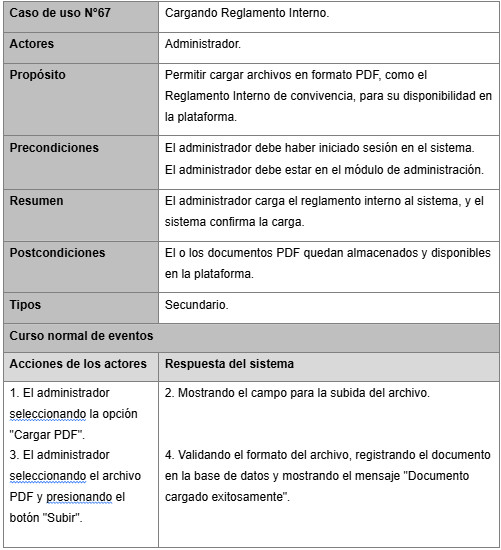 Caso de uso N°67
Cargando Reglamento Interno.
Actores
Administrador.
Propósito
Permitir cargar archivos en formato PDF, como el
Reglamento Interno de convivencia, para su disponibilidad en
la plataforma.
Precondiciones
El administrador debe haber iniciado sesión en el sistema.
El administrador debe estar en el módulo de administración.
Resumen
El administrador carga el reglamento interno al sistema, y el
sistema confirma la carga.
Postcondiciones
El o los documentos PDF quedan almacenados y disponibles
en la plataforma.
Tipos
Secundario.
Curso normal de eventos
Acciones de los actores
Respuesta del sistema
1. El administrador
seleccionando la opción
"Cargar PDF".
2. Mostrando el campo para la subida del archivo.
3. El administrador
seleccionando el archivo
PDF y presionando el
botón "Subir".
4. Validando el formato del archivo, registrando el documento
en la base de datos y mostrando el mensaje "Documento
cargado exitosamente".